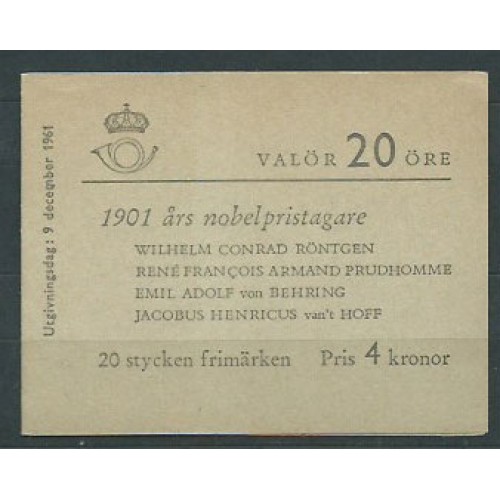 Utgivningsdag: 9 december 1961
VALÖR 20 ÖRE
1901 års nobelpristagare
WILHELM CONRAD RÖNTGEN
RENÉ FRANÇOIS ARMAND PRUDHOMME
EMIL ADOLF von BEHRING
JACOBUS HENRICUS van't HOFF
20 stycken frimärken Pris 4 kronor